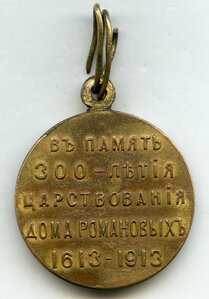 ВЪ ПАМЯТЬ
300-ЛѢТІЯ
ЦАРСТВОВАНІЯ
ДОМА РОМАНОВЫХЪ
1613-1913